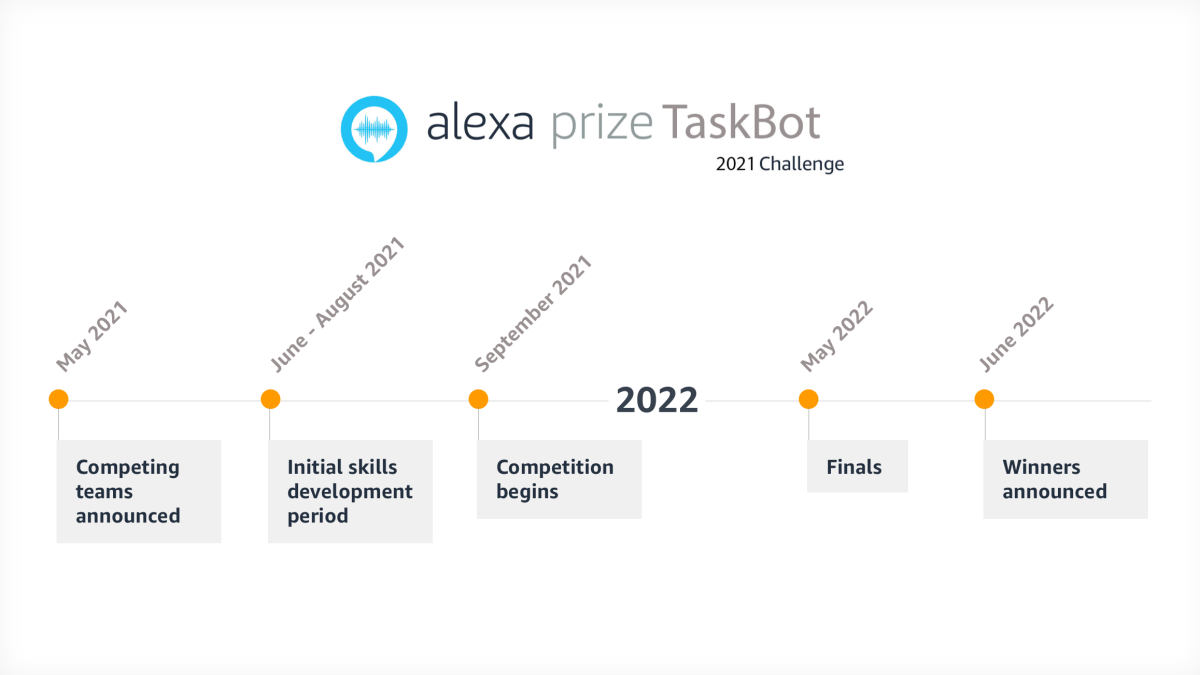 alexa prize TaskBot
2021 Challenge
May 2021
June - August 2021
September 2021
2022
May 2022
June 2022
Competing
teams
announced
Initial skills
development
period
Competition
begins
Finals
Winners
announced